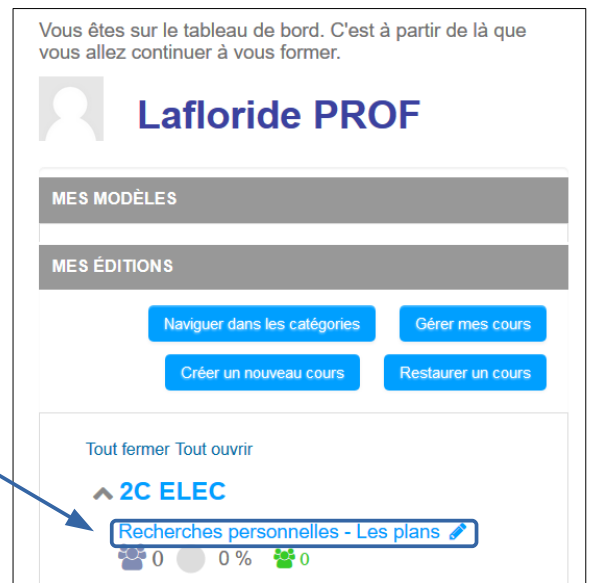 Vous êtes sur le tableau de bord. C'est à partir de là que
vous allez continuer à vous former.
Lafloride PROF
MES MODÈLES
MES ÉDITIONS
Naviguer dans les catégories Gérer mes cours
Créer un nouveau cours Restaurer un cours
Tout fermer Tout ouvrir
2C ELEC
Recherches personnelles - Les plans
0 0 % 0